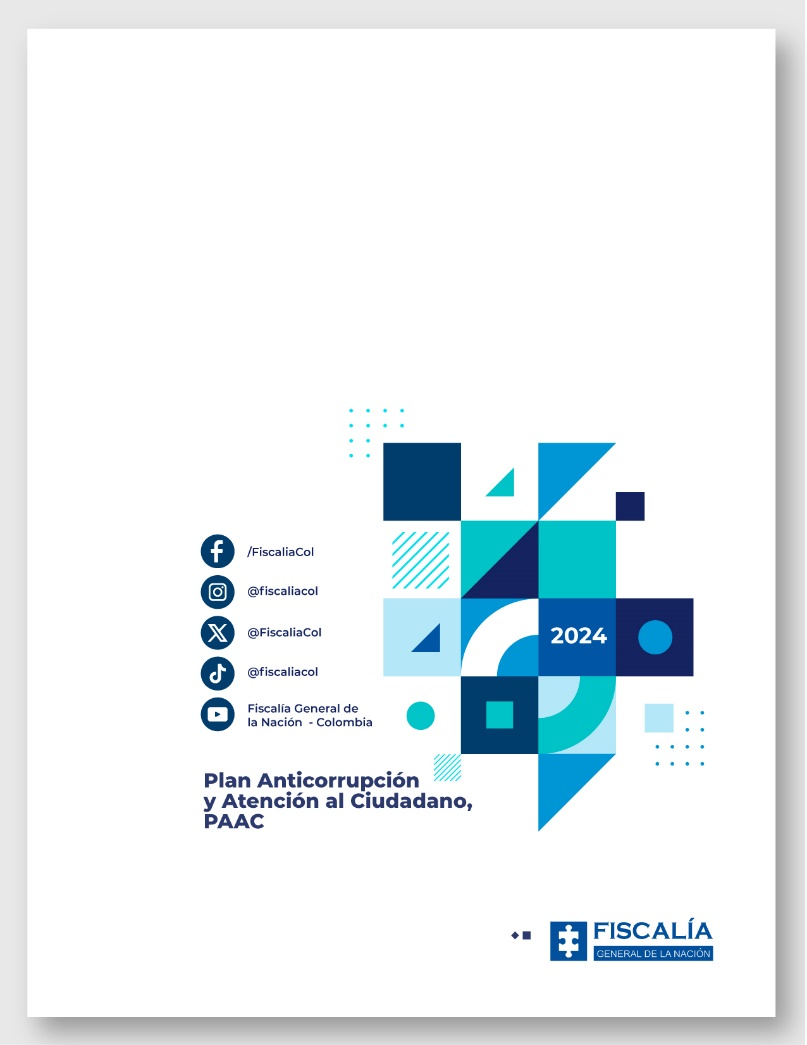 /FiscaliaCol
@fiscaliacol
@FiscaliaCol
@fiscaliacol
Fiscalía General de
la Nación - Colombia
2024
Plan Anticorrupción
y Atención al Ciudadano,
PAAC
FISCALÍA
GENERAL DE LA NACIÓN